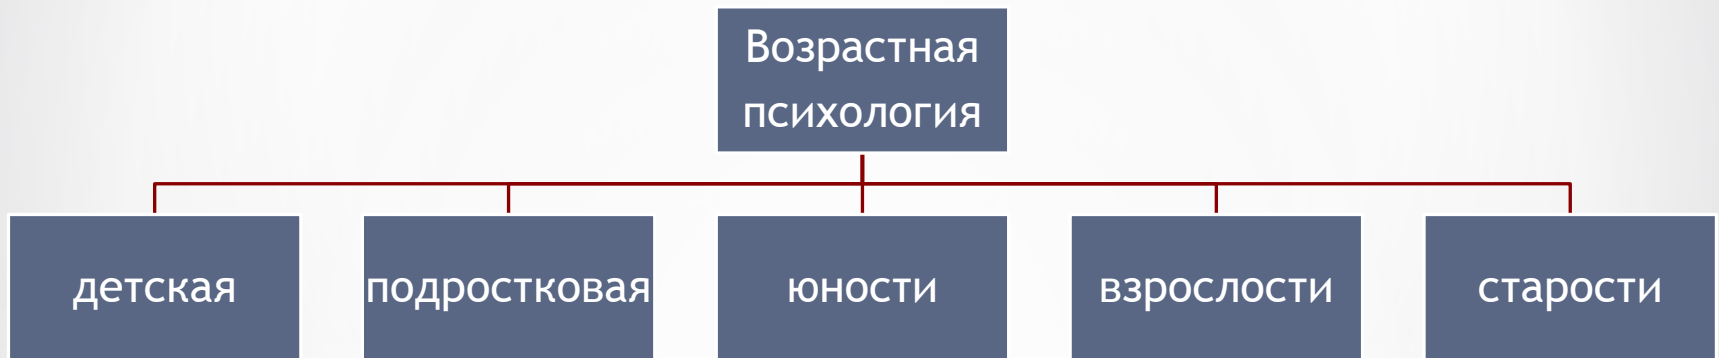 Возрастная
психология
детская
подростковая
юности
взрослости
старости